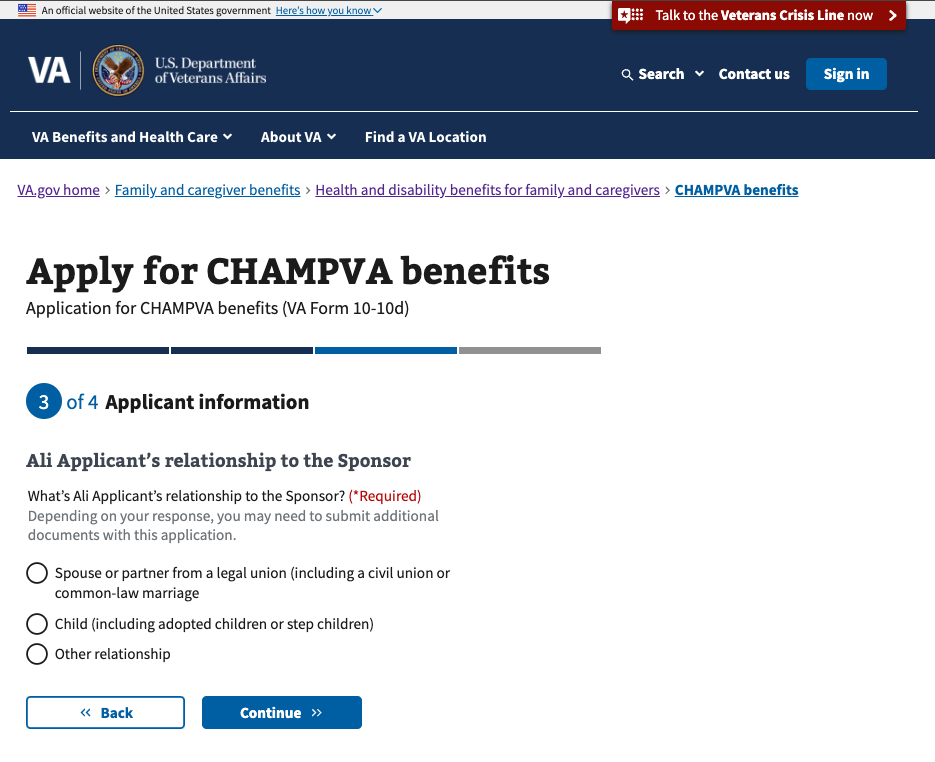 An official website of the United States government Here's how you know
Talk to the Veterans Crisis Line now
VA
U.S. Department
of Veterans Affairs
Search
Contact us
Sign in
VA Benefits and Health Care
About VA
Find a VA Location
VA.gov home › Family and caregiver benefits › Health and disability benefits for family and caregivers › CHAMPVA benefits
Apply for CHAMPVA benefits
Application for CHAMPVA benefits (VA Form 10-10d)
3 of 4 Applicant information
Ali Applicant's relationship to the Sponsor
What's Ali Applicant's relationship to the Sponsor? (*Required)
Depending on your response, you may need to submit additional
documents with this application.
Spouse or partner from a legal union (including a civil union or
common-law marriage
Child (including adopted children or step children)
Other relationship
« Back
Continue »